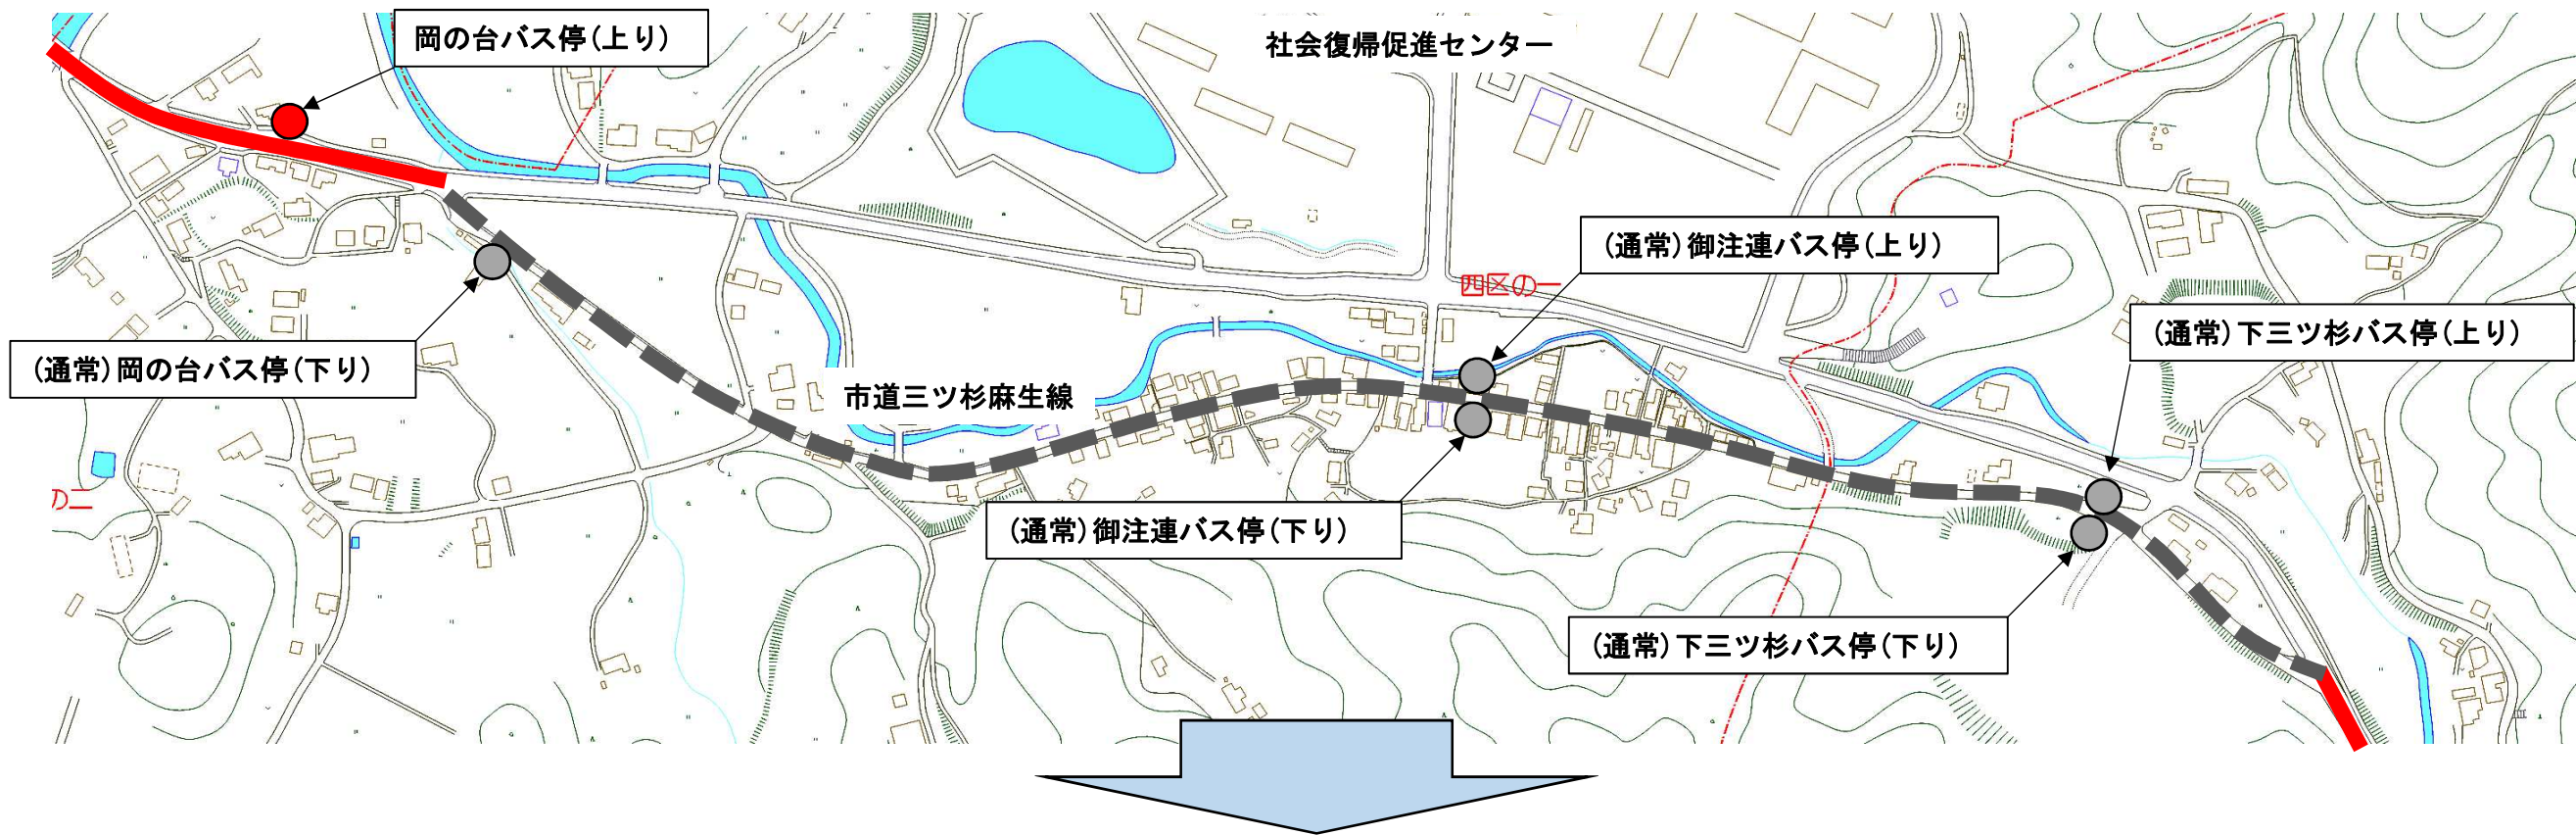 岡の台バス停(上り)
社会復帰促進センター
(通常)御注連バス停(上り)
四区の一
(通常)下三ツ杉バス停(上り)
(通常)岡の台バス停(下り)
市道三ツ杉麻生線
の二
(通常)御注連バス停(下り)
(通常)下三ツ杉バス停(下り)